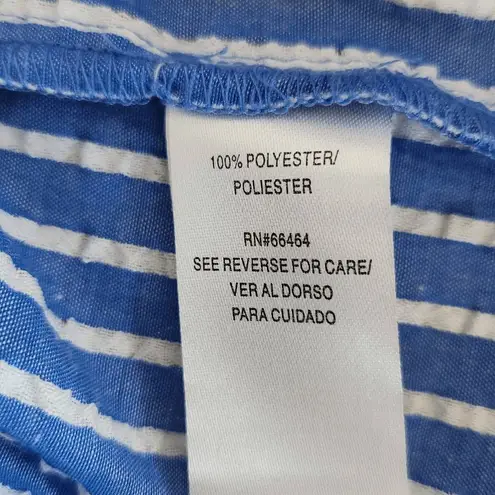 100% POLYESTER/
POLIESTER
RN#66464
SEE REVERSE FOR CARE/
VER AL DORSO
PARA CUIDADO